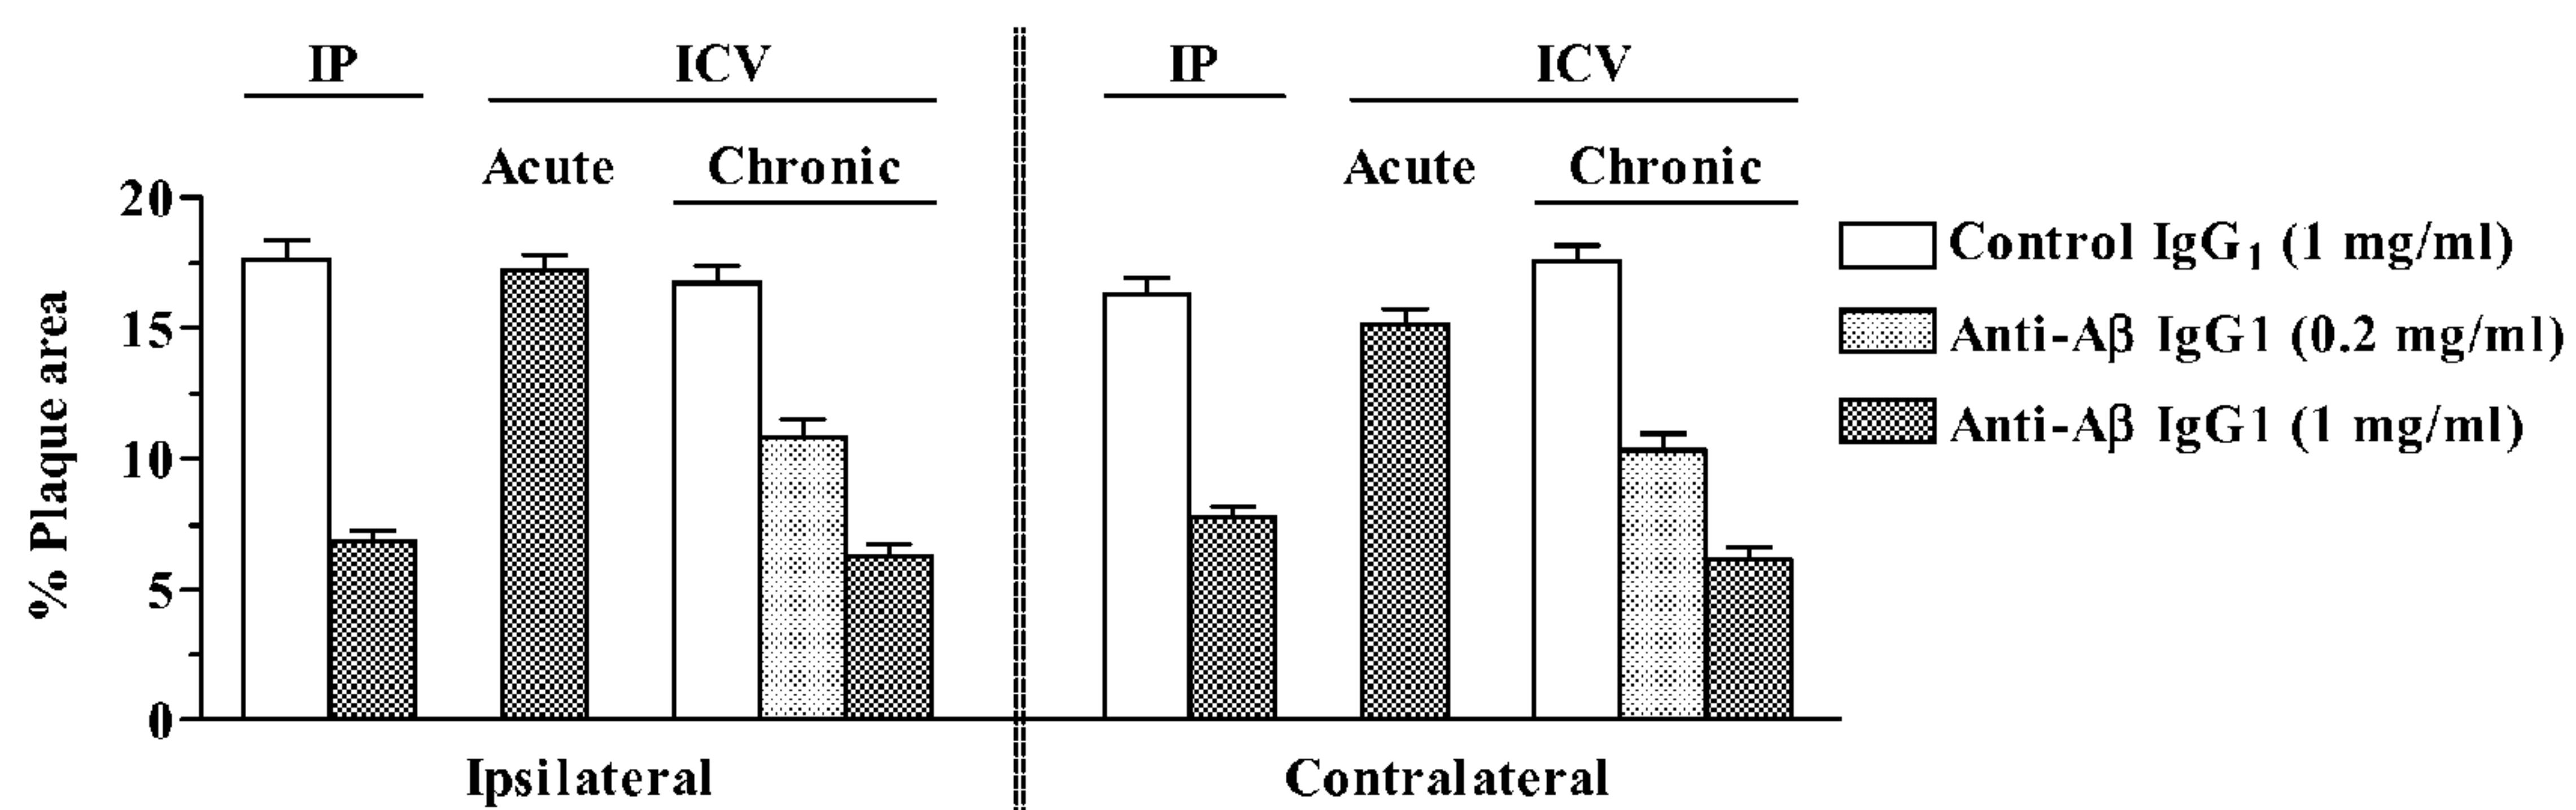 IP ICV IP ICV
Acute Chronic Acute Chronic
20
15
10
5
0
% Plaque area
Ipsilateral Contralateral
Control IgG₁ (1 mg/ml)
Anti-Aβ IgG1 (0.2 mg/ml)
Anti-Aβ IgG1 (1 mg/ml)